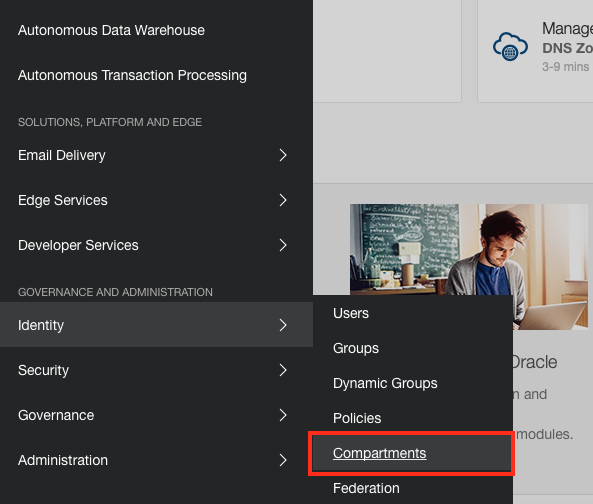 Autonomous Data Warehouse
Autonomous Transaction Processing
SOLUTIONS, PLATFORM AND EDGE
Email Delivery
Edge Services
Developer Services
GOVERNANCE AND ADMINISTRATION
Identity
Security
Governance
Administration
Users
Groups
Dynamic Groups
Policies
Compartments
Federation
Manage
DNS Zo
3-9 mins
Oracle
n and
modules.